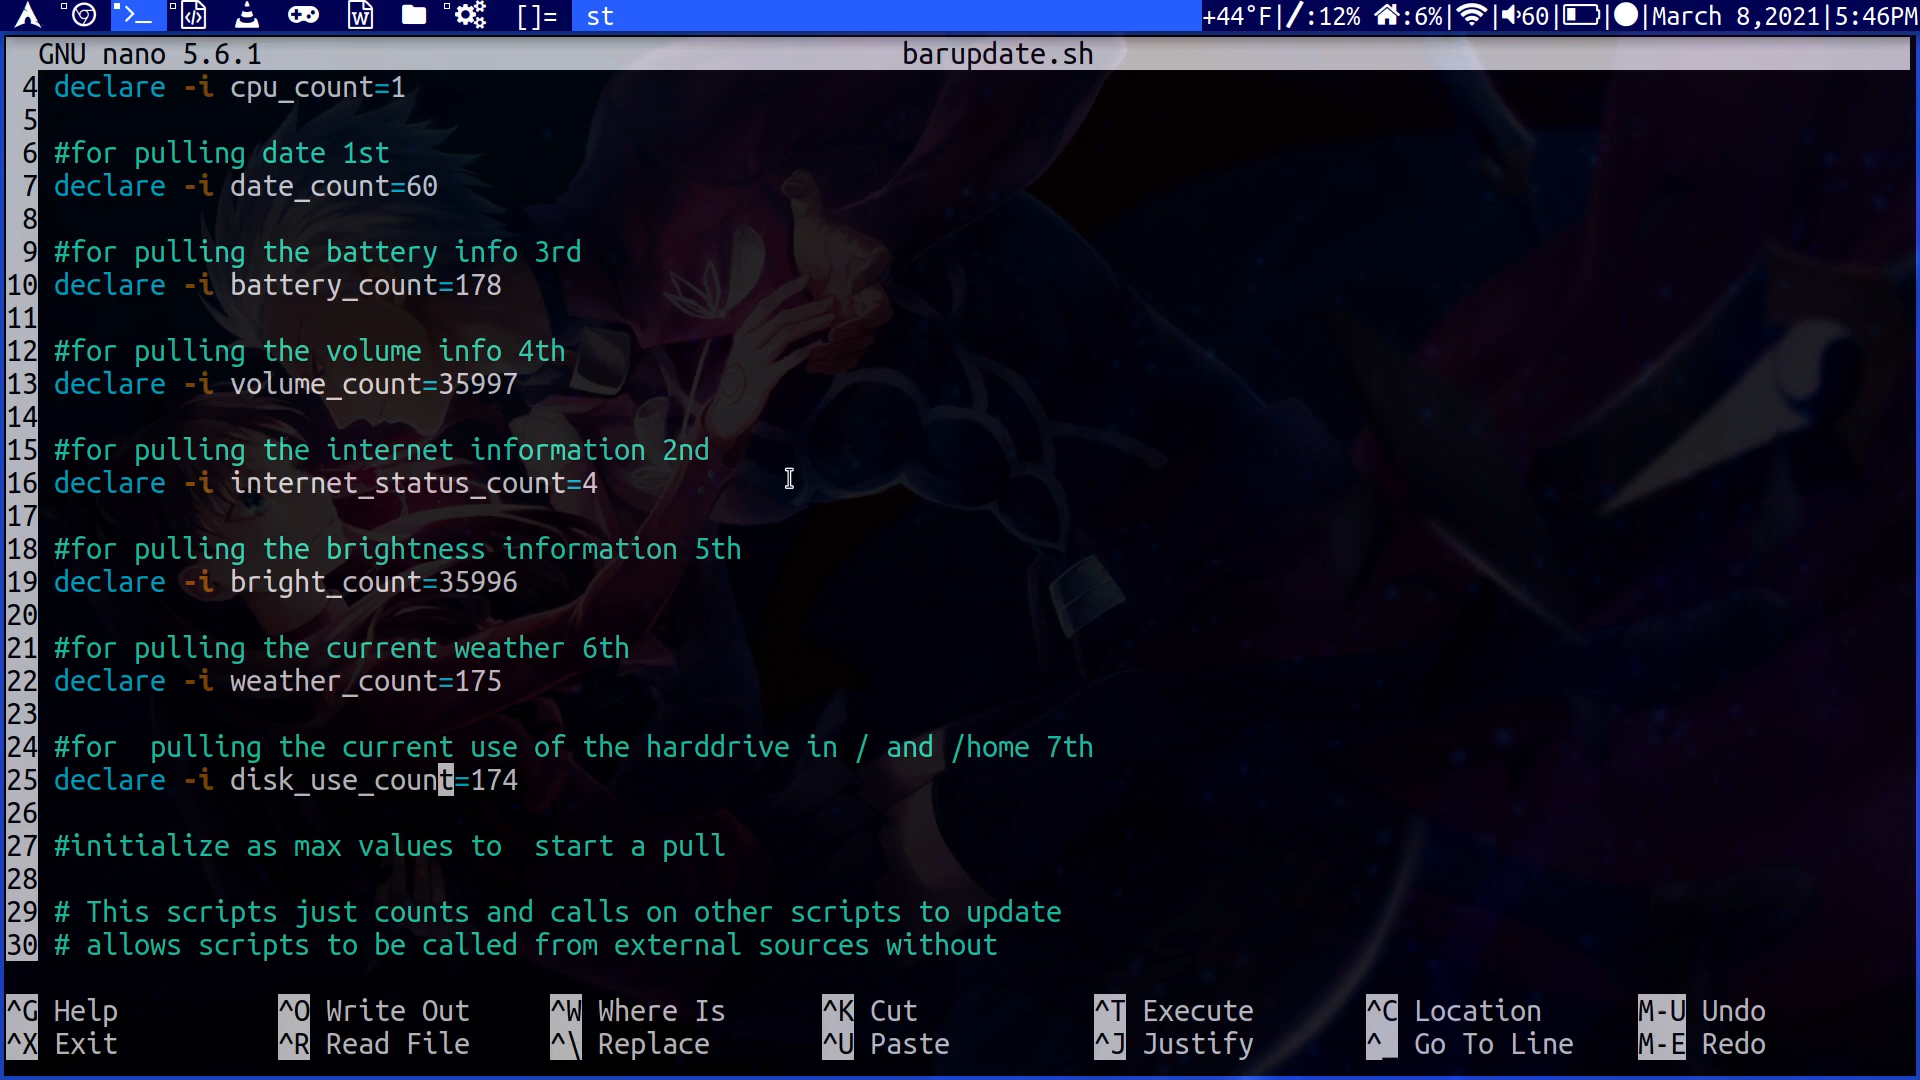 []= st +44°F|/:12% :6%| | 60| | |March 8,2021|5:46PM
GNU nano 5.6.1 barupdate.sh
4 declare -i cpu_count=1
5
6 #for pulling date 1st
7 declare -i date_count=60
8
9 #for pulling the battery info 3rd
10 declare -i battery_count=178
11
12 #for pulling the volume info 4th
13 declare -i volume_count=35997
14
15 #for pulling the internet information 2nd
16 declare -i internet_status_count=4
17
18 #for pulling the brightness information 5th
19 declare -i bright_count=35996
20
21 #for pulling the current weather 6th
22 declare -i weather_count=175
23
24 #for  pulling the current use of the harddrive in / and /home 7th
25 declare -i disk_use_count=174
26
27 #initialize as max values to  start a pull
28
29 # This scripts just counts and calls on other scripts to update
30 # allows scripts to be called from external sources without
^G Help ^O Write Out ^W Where Is ^K Cut ^T Execute ^C Location M-U Undo
^X Exit ^R Read File ^\ Replace ^U Paste ^J Justify ^_ Go To Line M-E Redo